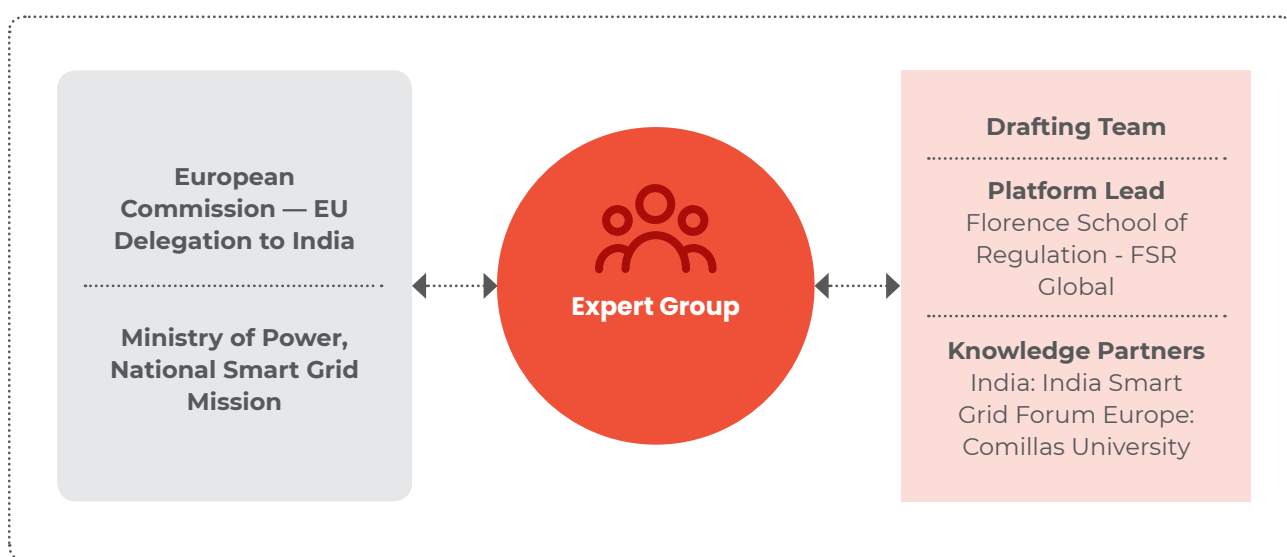 European
Commission — EU
Delegation to India
Ministry of Power,
National Smart Grid
Mission
Expert Group
Drafting Team
Platform Lead
Florence School of
Regulation - FSR
Global
Knowledge Partners
India: India Smart
Grid Forum Europe:
Comillas University